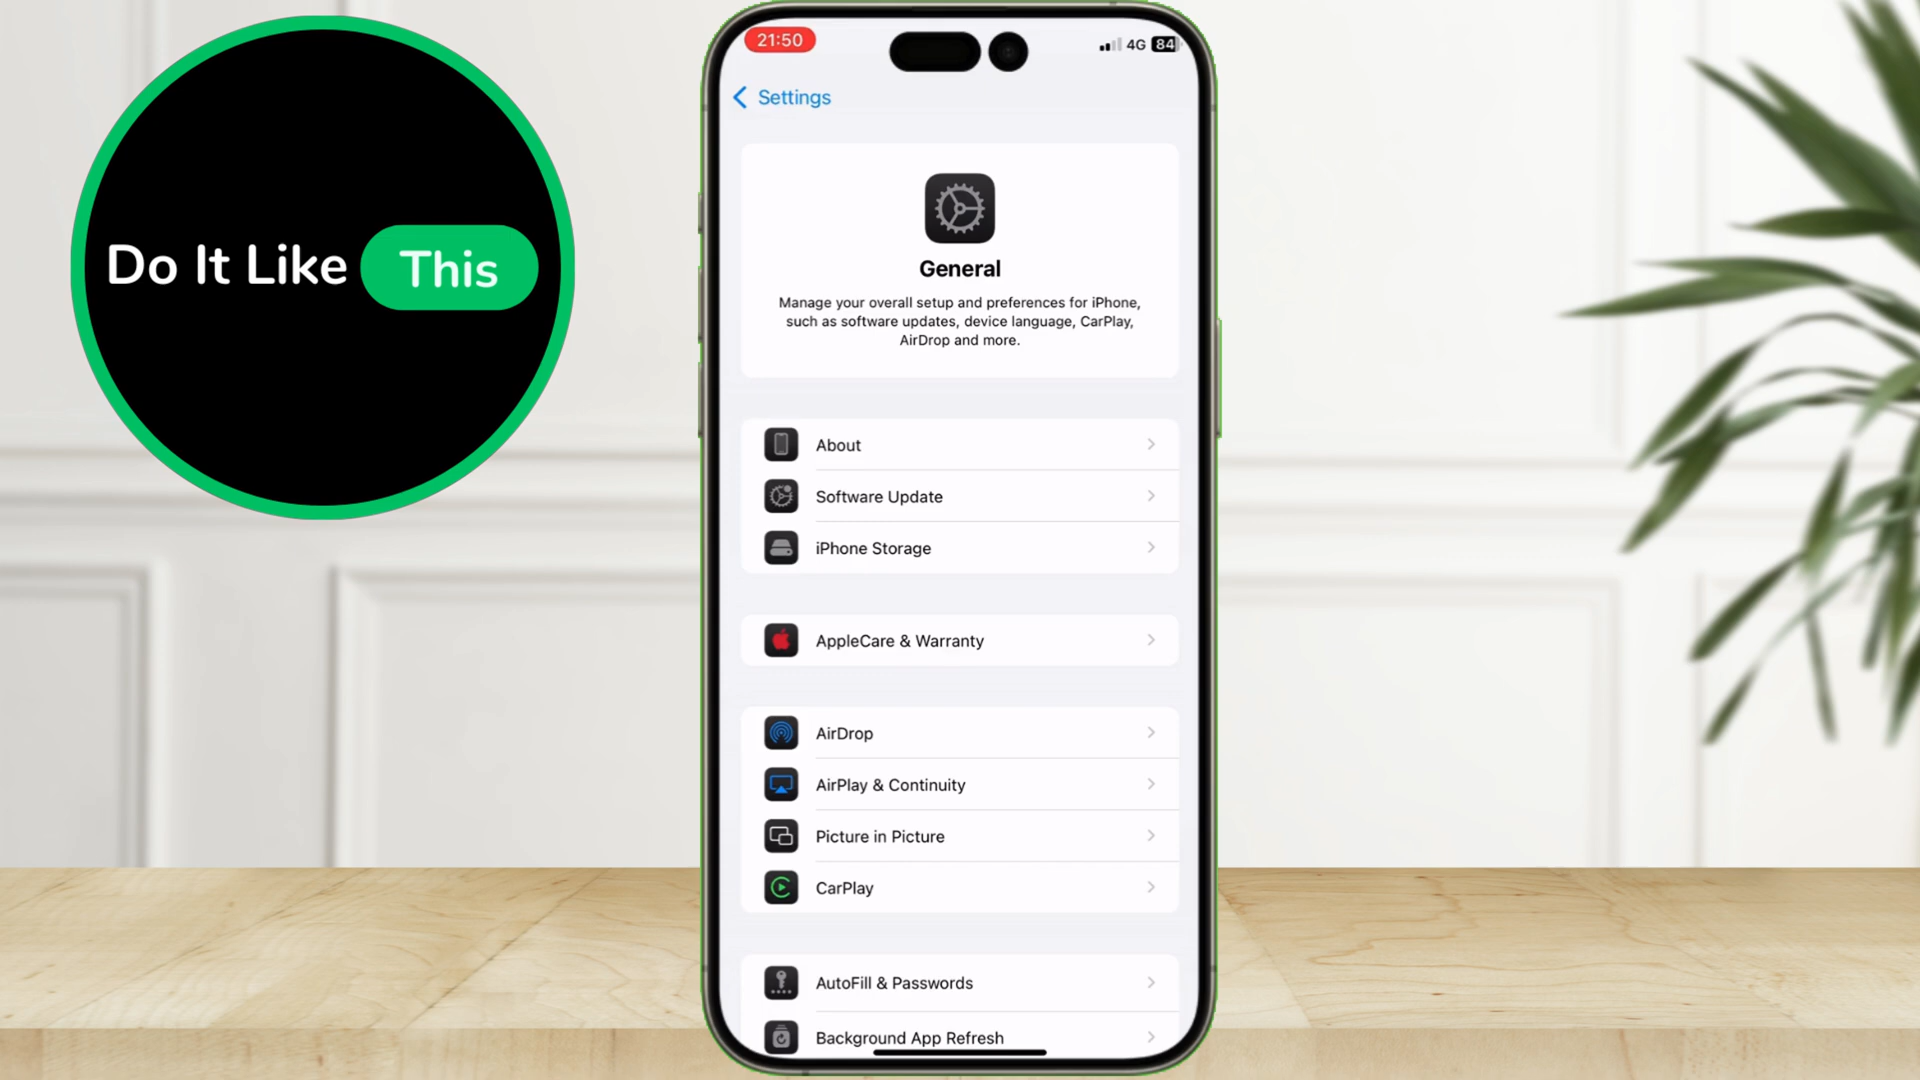 Do It Like This
21:50
4G 84
Settings
General
Manage your overall setup and preferences for iPhone,
such as software updates, device language, CarPlay,
AirDrop and more.
About
Software Update
iPhone Storage
AppleCare & Warranty
AirDrop
AirPlay & Continuity
Picture in Picture
CarPlay
AutoFill & Passwords
Background App Refresh